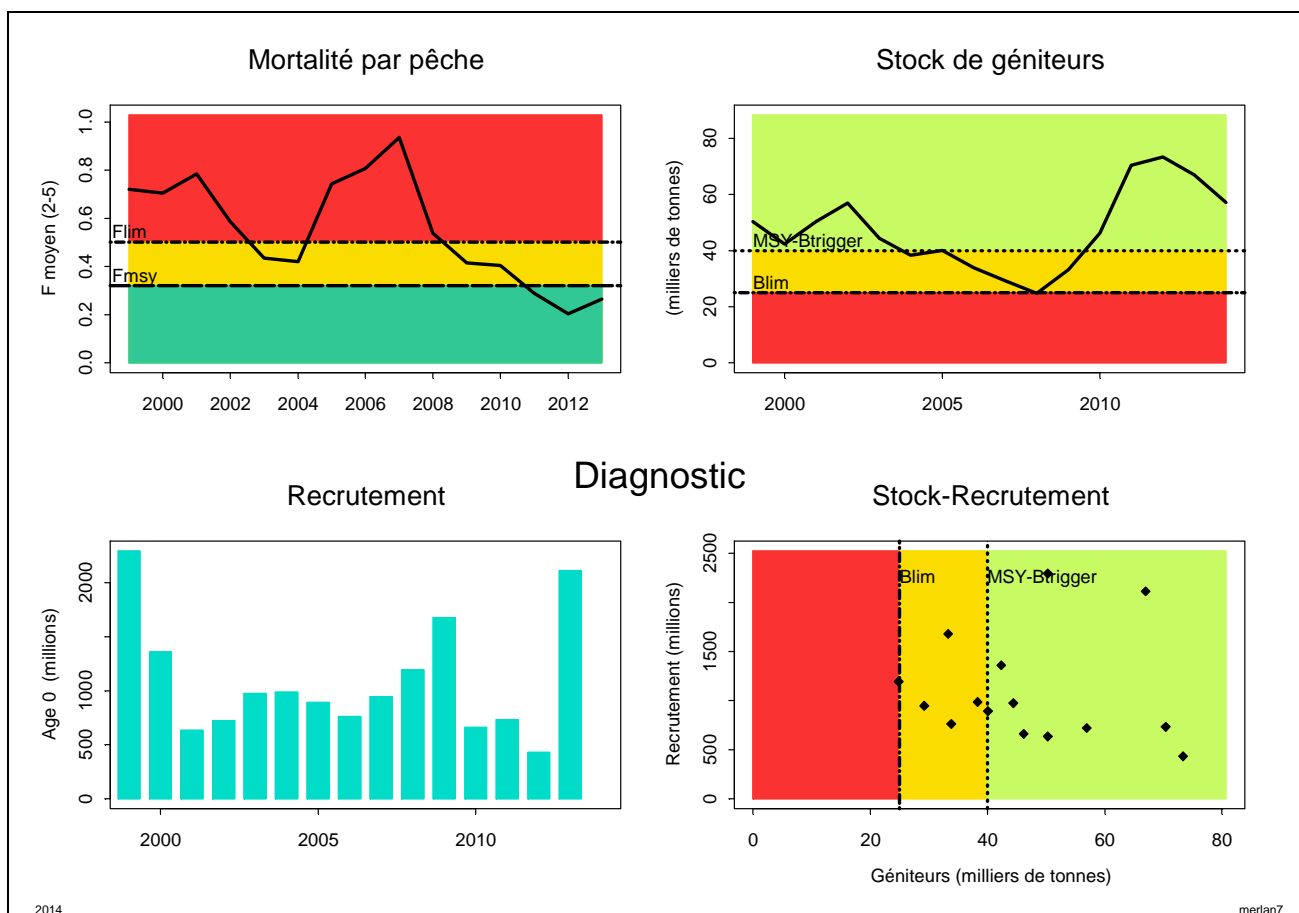 Mortalité par pêche
F moyen (2-5)
0.0 0.2 0.4 0.6 0.8 1.0
Flim
Fmsy
2000 2002 2004 2006 2008 2010 2012
Stock de géniteurs
(milliers de tonnes)
0 20 40 60 80
MSY-Btrigger
Blim
2000 2005 2010
Diagnostic
Recrutement
Age 0 (millions)
0 500 1000 2000
2000 2005 2010
Stock-Recrutement
Recrutement (millions)
0 500 1500 2500
Blim
MSY-Btrigger
0 20 40 60 80
Géniteurs (milliers de tonnes)
2014
merlan7